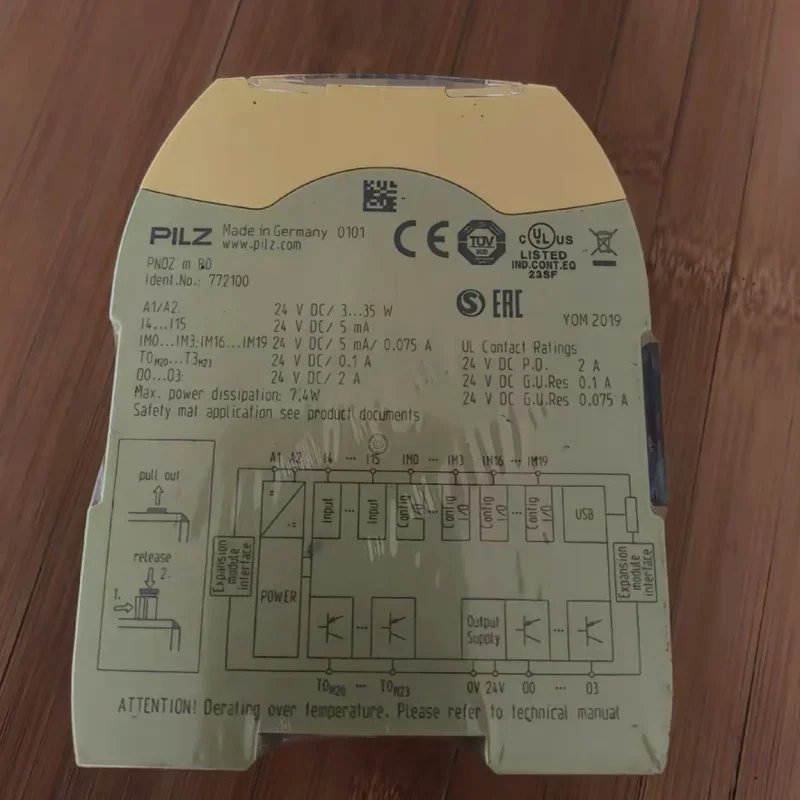 PILZ Made in Germany 0101
www.pilz.com
PNOZ m B0
Ident.No.: 772100
CE TÜV SÜD c UL US
LISTED
IND.CONT.EQ
23SF
S EAC
YOM 2019
A1/A2 24 V DC/ 3...35 W
I4...I15 24 V DC/ 5 mA
IM0...IM3;IM16...IM19 24 V DC/ 5 mA/ 0.075 A
T0M20...T3M23 24 V DC/ 0.1 A
O0...O3: 24 V DC/ 2 A
Max. power dissipation: 7,4W
Safety mat application see product documents
UL Contact Ratings
24 V DC P.D. 2 A
24 V DC G.U.Res 0.1 A
24 V DC G.U.Res 0.075 A
pull out
release
1. 2.
A1 A2 I4 ... I15 IM0 ... IM3 IM16 ... IM19
Input ... Input Config I/O ... Config I/O Config I/O ... Config I/O USB
Expansion module interface
POWER
Expansion module interface
Output Supply
T0M20 ... T0M23 0V 24V O0 ... O3
ATTENTION! Derating over temperature. Please refer to technical manual